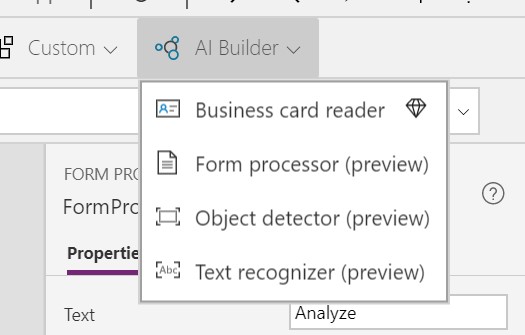 Custom
AI Builder
Business card reader
Form processor (preview)
Object detector (preview)
Abc
Text recognizer (preview)
FORM PRO
FormPro
?
Propertie
Text
Analyze